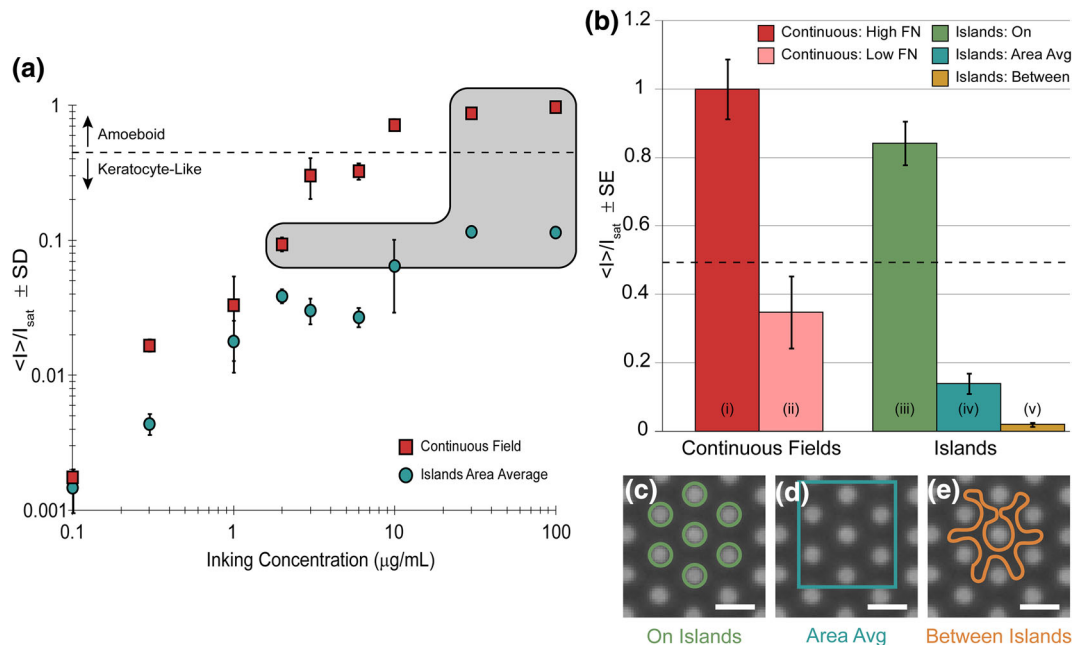 (a)
<I>/Isat ± SD
1
0.1
0.01
0.001
Amoeboid
Keratocyte-Like
Continuous Field
Islands Area Average
0.1
1
10
100
Inking Concentration (μg/mL)
(b)
<I>/Isat ± SE
1.2
1
0.8
0.6
0.4
0.2
0
Continuous: High FN
Continuous: Low FN
Islands: On
Islands: Area Avg
Islands: Between
(i)
(ii)
(iii)
(iv)
(v)
Continuous Fields
Islands
(c)
(d)
(e)
On Islands
Area Avg
Between Islands